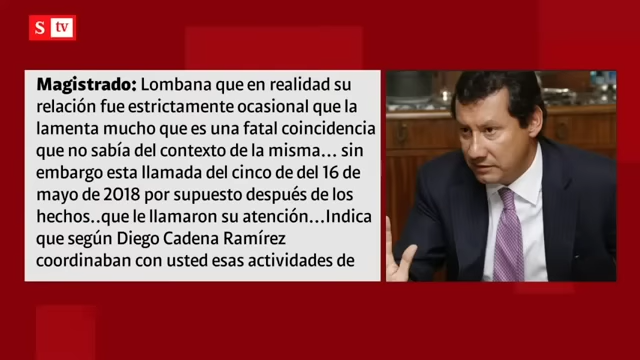 S tv
Magistrado: Lombana que en realidad su
relación fue estrictamente ocasional que la
lamenta mucho que es una fatal coincidencia
que no sabía del contexto de la misma... sin
embargo esta llamada del cinco de del 16 de
mayo de 2018 por supuesto después de los
hechos..que le llamaron su atención...Indica
que según Diego Cadena Ramírez
coordinaban con usted esas actividades de